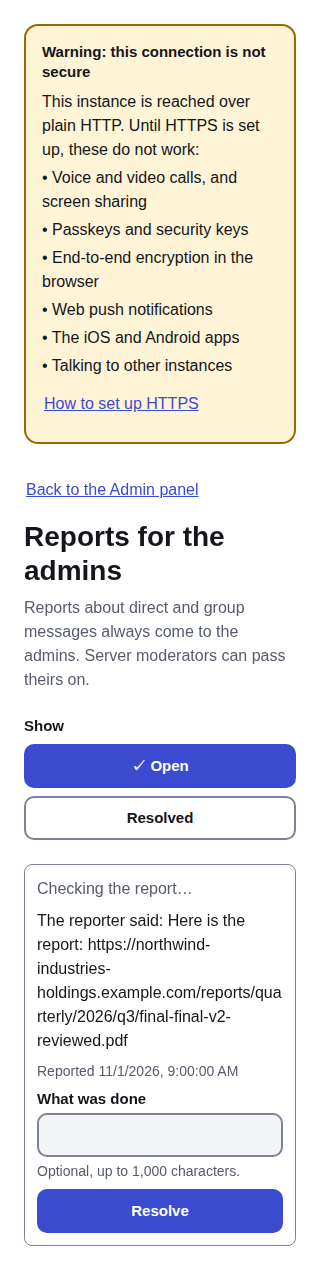 Warning: this connection is not
secure
This instance is reached over
plain HTTP. Until HTTPS is set
up, these do not work:
• Voice and video calls, and
screen sharing
• Passkeys and security keys
• End-to-end encryption in the
browser
• Web push notifications
• The iOS and Android apps
• Talking to other instances
How to set up HTTPS
Back to the Admin panel
Reports for the
admins
Reports about direct and group
messages always come to the
admins. Server moderators can pass
theirs on.
Show
✓ Open
Resolved
Checking the report…
The reporter said: Here is the
report: https://northwind-
industries-
holdings.example.com/reports/qua
rterly/2026/q3/final-final-v2-
reviewed.pdf
Reported 11/1/2026, 9:00:00 AM
What was done
Optional, up to 1,000 characters.
Resolve